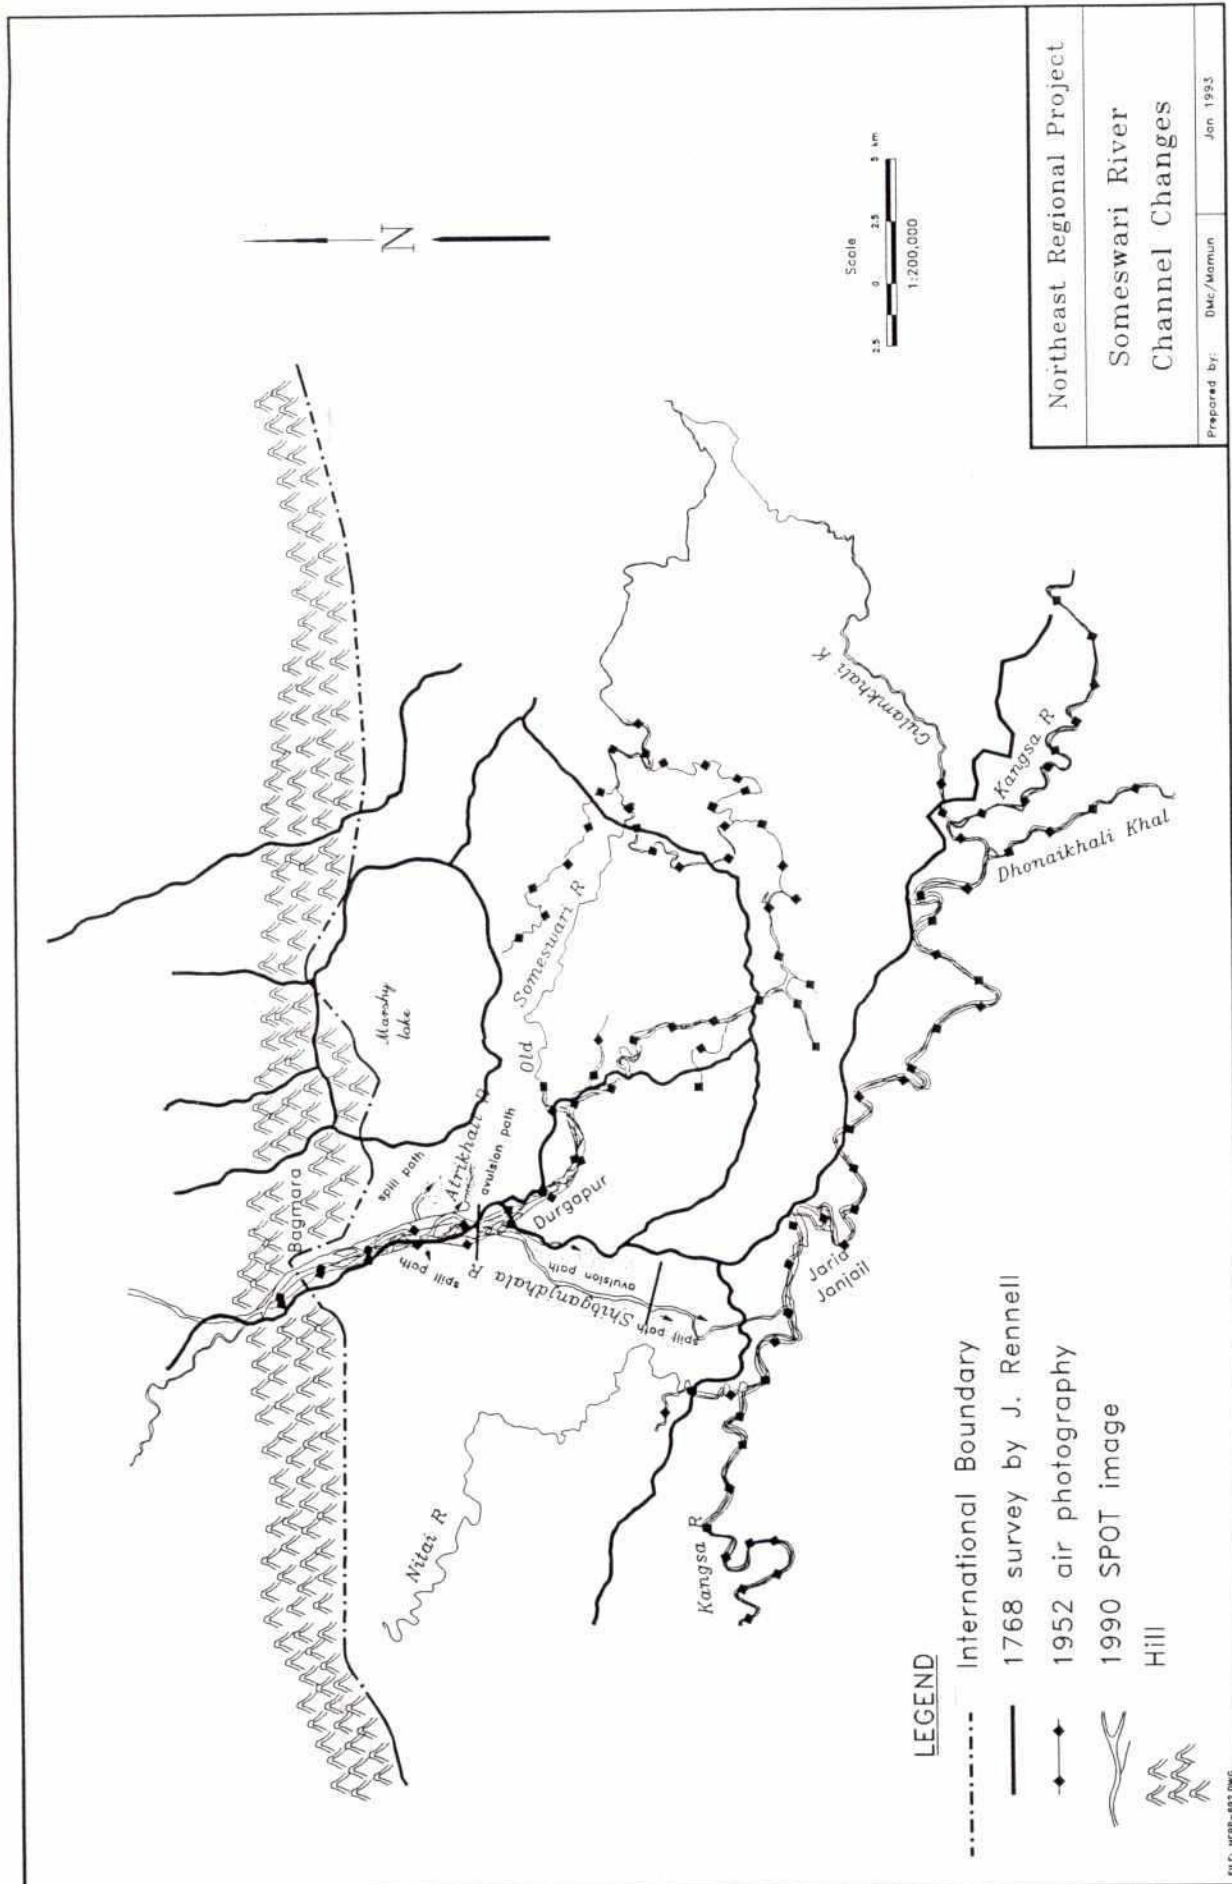 N
Bagmara
Marshy
lake
spill path
Atrikhali R
avulsion path
Old Someswari R
Durgapur
spill path
avulsion path
Shibganjdhala R
spill path
Nitai R
Kangsa R
Jaria
Janjail
Gulamkhali K
Kangsa R
Dhonaikhali Khal
Scale
2.5 0 2.5 5 km
1:200,000
LEGEND
International Boundary
1768 survey by J. Rennell
1952 air photography
1990 SPOT image
Hill
Northeast Regional Project
Someswari River
Channel Changes
Prepared by: DMc/Mamun Jan 1993